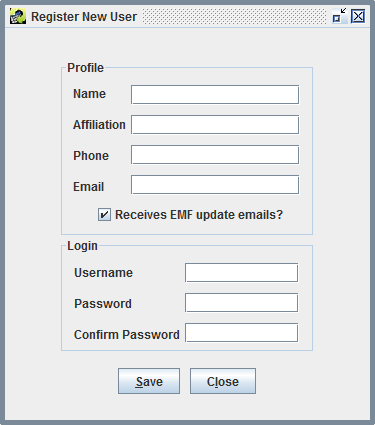 Register New User
Profile
Name
Affiliation
Phone
Email
Receives EMF update emails?
Login
Username
Password
Confirm Password
Save Close